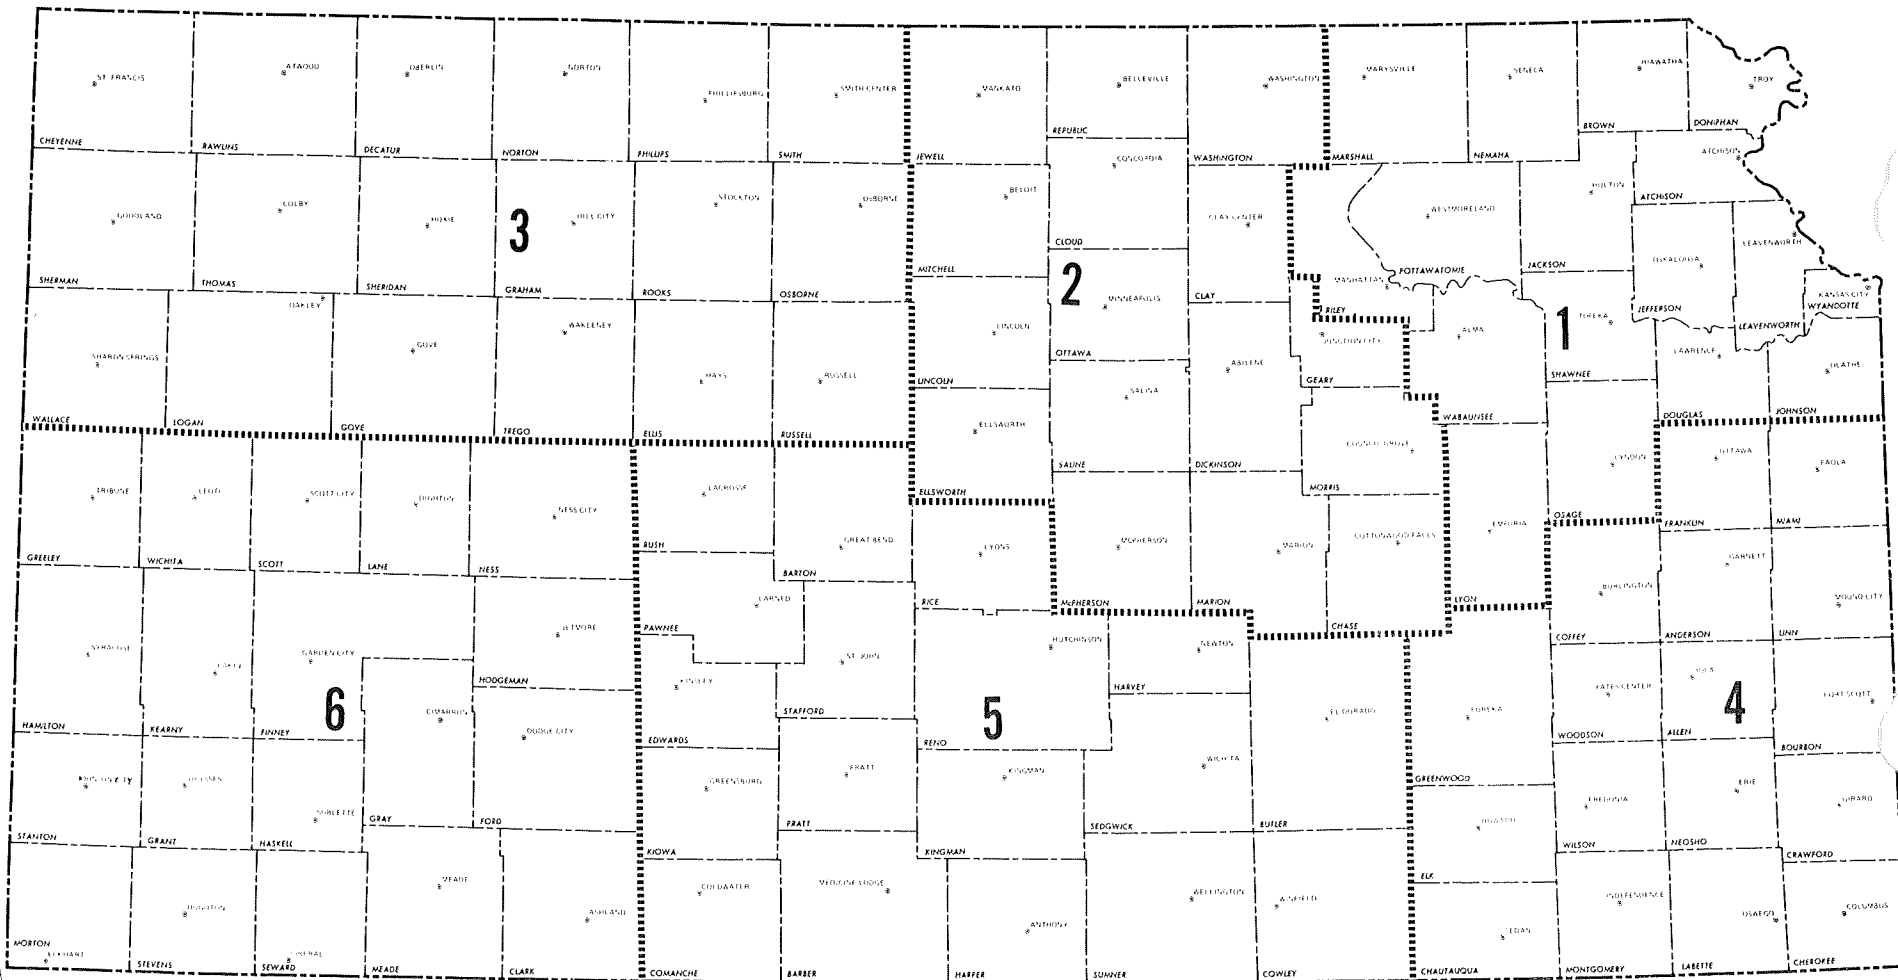 ST. FRANCIS
ATWOOD
OBERLIN
NORTON
PHILLIPSBURG
SMITH CENTER
MANKATO
BELLEVILLE
WASHINGTON
MARYSVILLE
SENECA
HIAWATHA
TROY
CHEYENNE
RAWLINS
DECATUR
NORTON
PHILLIPS
SMITH
JEWELL
REPUBLIC
WASHINGTON
MARSHALL
NEMAHA
BROWN
DONIPHAN
GOODLAND
COLBY
HOXIE
HILL CITY
STOCKTON
OSBORNE
BELOIT
CONCORDIA
CLAY CENTER
WESTMORELAND
HOLTON
ATCHISON
ATCHISON
3
SHERMAN
THOMAS
SHERIDAN
GRAHAM
ROOKS
OSBORNE
MITCHELL
CLOUD
CLAY
RILEY
MANHATTAN
POTTAWATOMIE
JACKSON
OSKALOOSA
JEFFERSON
LEAVENWORTH
LEAVENWORTH
KANSAS CITY
WYANDOTTE
2
1
SHARON SPRINGS
OAKLEY
GOVE
WAKEENEY
HAYS
RUSSELL
LINCOLN
MINNEAPOLIS
ABILENE
JUNCTION CITY
ALMA
TOPEKA
LAWRENCE
OLATHE
WALLACE
LOGAN
GOVE
TREGO
ELLIS
RUSSELL
LINCOLN
OTTAWA
SALINA
GEARY
WABAUNSEE
SHAWNEE
DOUGLAS
JOHNSON
TRIBUNE
LEOTI
SCOTT CITY
DIGHTON
NESS CITY
LACROSSE
GREAT BEND
ELLSWORTH
ELLSWORTH
SALINE
DICKINSON
COUNCIL GROVE
MORRIS
LYNDON
OSAGE
OTTAWA
PAOLA
GREELEY
WICHITA
SCOTT
LANE
NESS
RUSH
BARTON
LYONS
RICE
MCPHERSON
McPHERSON
MARION
MARION
COTTONWOOD FALLS
CHASE
EMPORIA
LYON
FRANKLIN
MIAMI
SYRACUSE
LAKIN
GARDEN CITY
JETMORE
LARNED
PAWNEE
KINSLEY
ST. JOHN
HUTCHINSON
NEWTON
BURLINGTON
GARNETT
MOUND CITY
COFFEY
ANDERSON
LINN
6
5
4
HAMILTON
KEARNY
FINNEY
HODGEMAN
CIMARRON
DODGE CITY
EDWARDS
STAFFORD
RENO
HARVEY
EL DORADO
EUREKA
YATES CENTER
IOLA
FORT SCOTT
WOODSON
ALLEN
BOURBON
JOHNSON CITY
ULYSSES
SUBLETTE
GREENSBURG
PRATT
KINGMAN
WICHITA
GREENWOOD
HOWARD
FREDONIA
ERIE
GIRARD
STANTON
GRANT
HASKELL
GRAY
FORD
KIOWA
PRATT
KINGMAN
SEDGWICK
BUTLER
ELK
WILSON
NEOSHO
CRAWFORD
ELKHART
HUGOTON
LIBERAL
MEADE
ASHLAND
COLDWATER
MEDICINE LODGE
ANTHONY
WELLINGTON
WINFIELD
SEDAN
INDEPENDENCE
OSWEGO
COLUMBUS
MORTON
STEVENS
SEWARD
MEADE
CLARK
COMANCHE
BARBER
HARPER
SUMNER
COWLEY
CHAUTAUQUA
MONTGOMERY
LABETTE
CHEROKEE